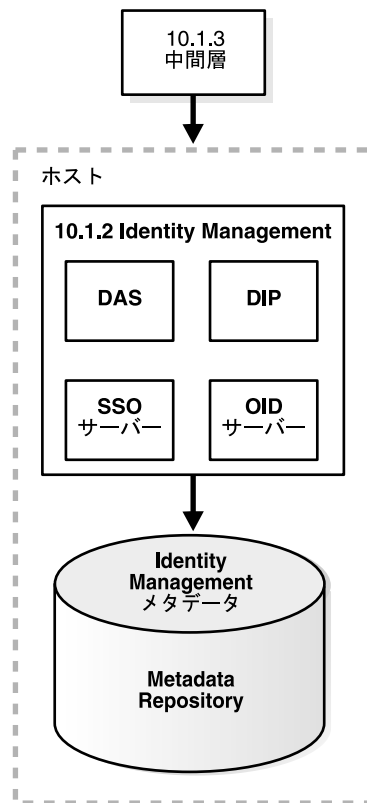 10.1.3
中間層
ホスト
10.1.2 Identity Management
DAS
DIP
SSO
サーバー
OID
サーバー
Identity
Management
メタデータ
Metadada
Repository